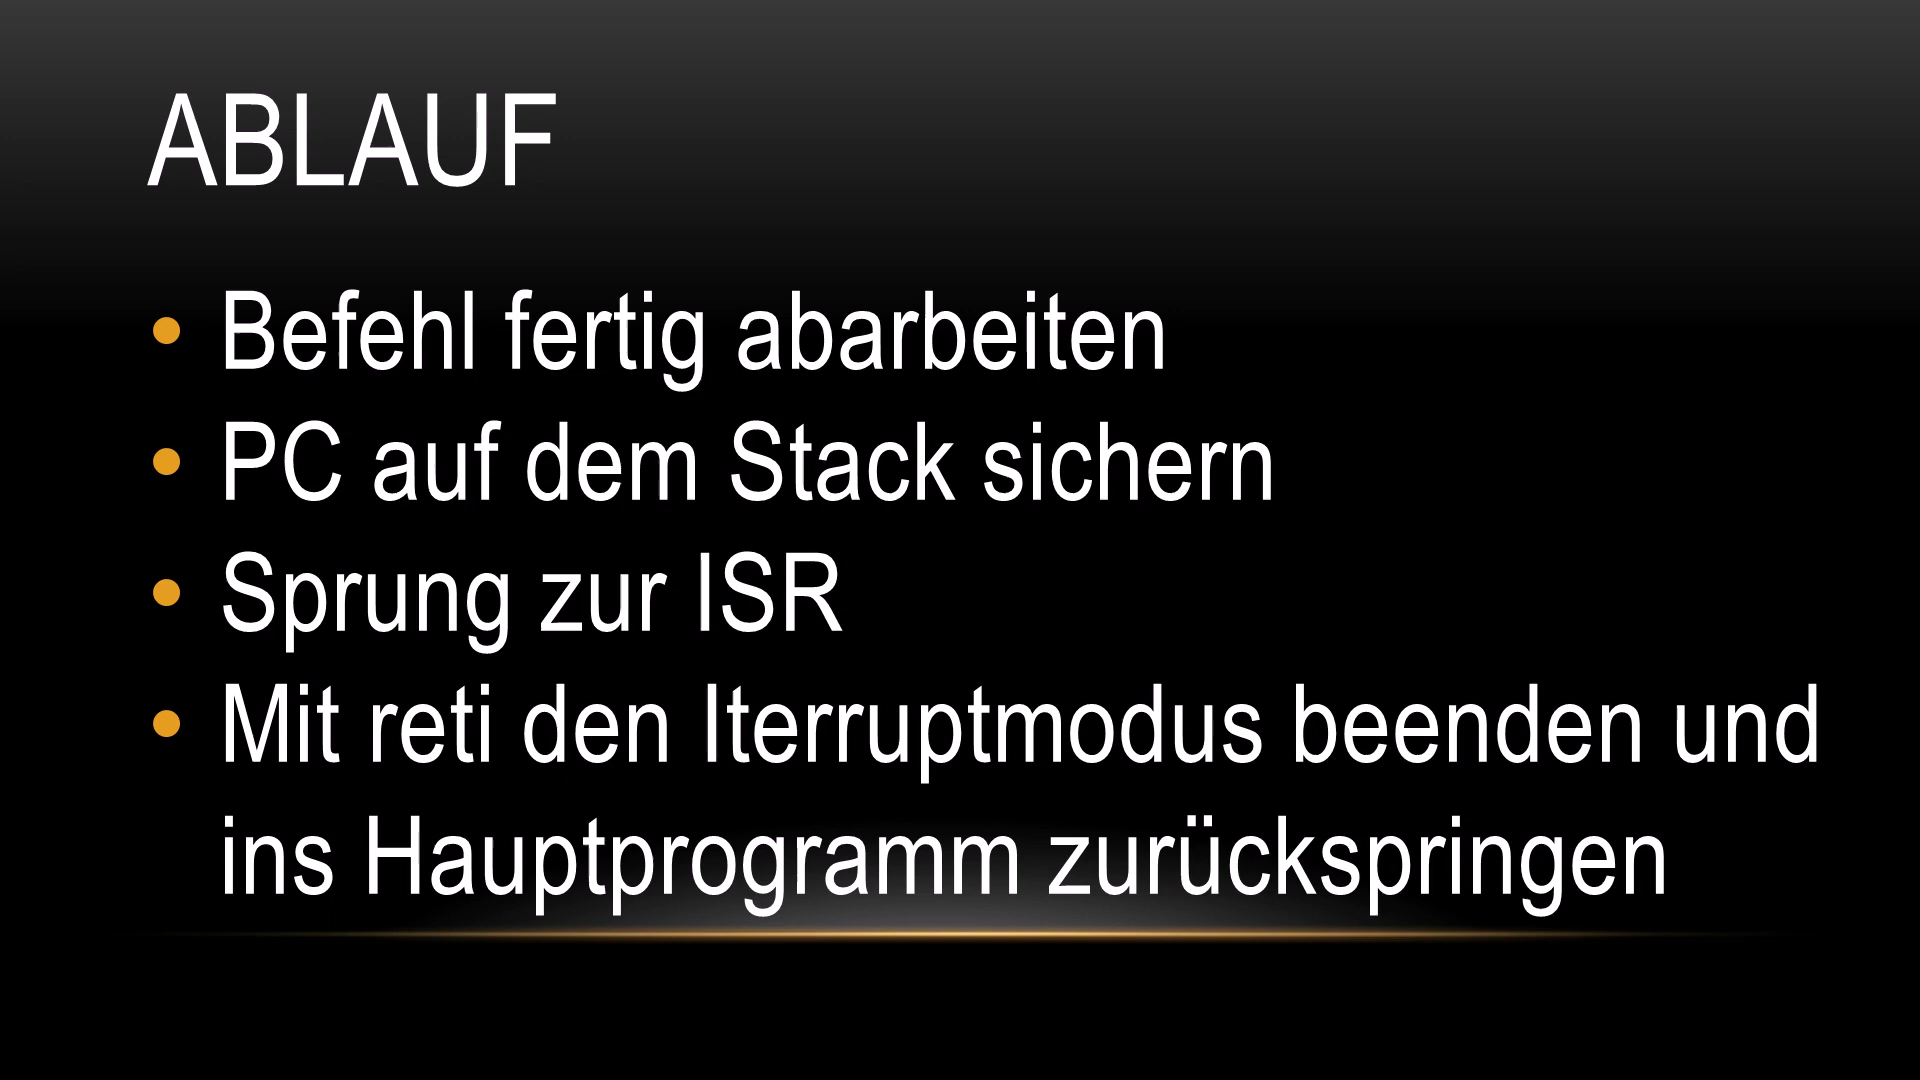 ABLAUF
• Befehl fertig abarbeiten
• PC auf dem Stack sichern
• Sprung zur ISR
• Mit reti den Iterruptmodus beenden und
ins Hauptprogramm zurückspringen